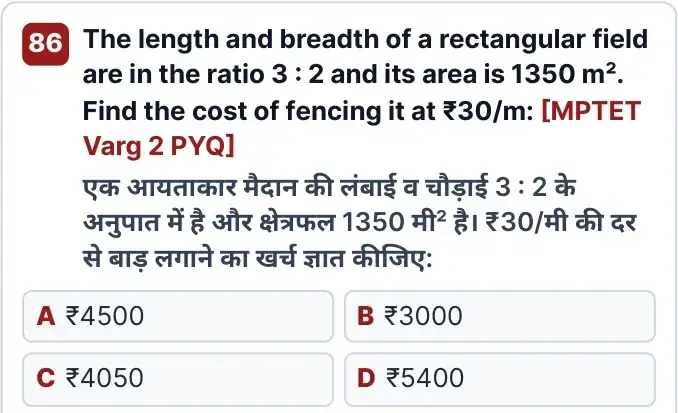 86 The length and breadth of a rectangular field
are in the ratio 3 : 2 and its area is 1350 m².
Find the cost of fencing it at ₹30/m: [MPTET
Varg 2 PYQ]
एक आयताकार मैदान की लंबाई व चौड़ाई 3 : 2 के
अनुपात में है और क्षेत्रफल 1350 मी² है। ₹30/मी की दर
से बाड़ लगाने का खर्च ज्ञात कीजिए:
A ₹4500 B ₹3000
C ₹4050 D ₹5400